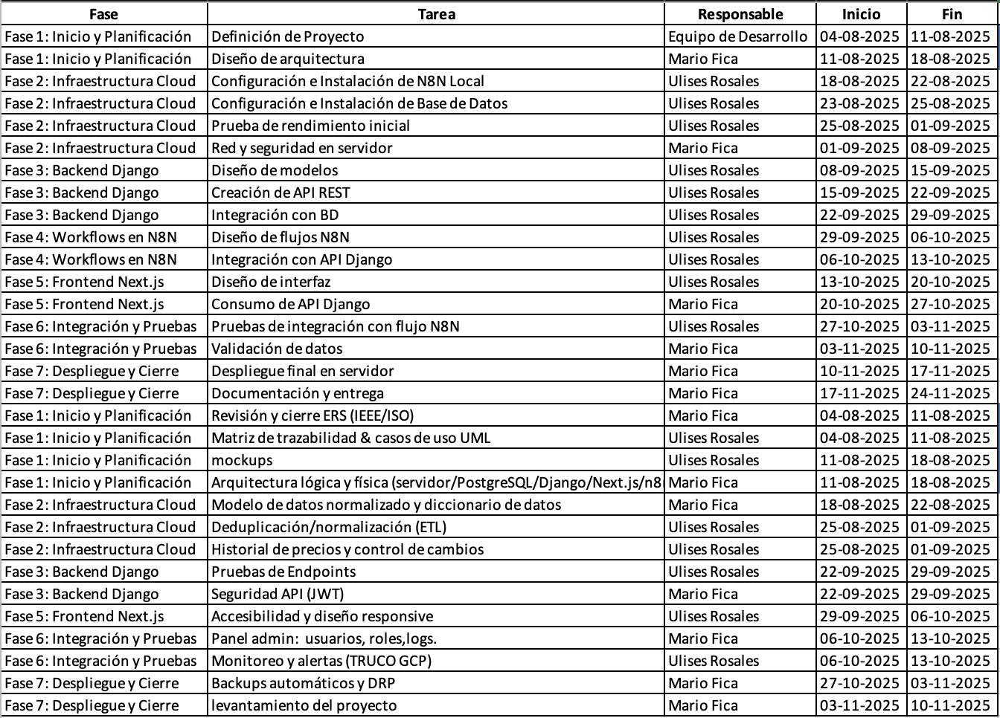 Fase Tarea Responsable Inicio Fin
Fase 1: Inicio y Planificación Definición de Proyecto Equipo de Desarrollo 04-08-2025 11-08-2025
Fase 1: Inicio y Planificación Diseño de arquitectura Mario Fica 11-08-2025 18-08-2025
Fase 2: Infraestructura Cloud Configuración e Instalación de N8N Local Ulises Rosales 18-08-2025 22-08-2025
Fase 2: Infraestructura Cloud Configuración e Instalación de Base de Datos Ulises Rosales 23-08-2025 25-08-2025
Fase 2: Infraestructura Cloud Prueba de rendimiento inicial Ulises Rosales 25-08-2025 01-09-2025
Fase 2: Infraestructura Cloud Red y seguridad en servidor Mario Fica 01-09-2025 08-09-2025
Fase 3: Backend Django Diseño de modelos Ulises Rosales 08-09-2025 15-09-2025
Fase 3: Backend Django Creación de API REST Ulises Rosales 15-09-2025 22-09-2025
Fase 3: Backend Django Integración con BD Ulises Rosales 22-09-2025 29-09-2025
Fase 4: Workflows en N8N Diseño de flujos N8N Ulises Rosales 29-09-2025 06-10-2025
Fase 4: Workflows en N8N Integración con API Django Ulises Rosales 06-10-2025 13-10-2025
Fase 5: Frontend Next.js Diseño de interfaz Ulises Rosales 13-10-2025 20-10-2025
Fase 5: Frontend Next.js Consumo de API Django Mario Fica 20-10-2025 27-10-2025
Fase 6: Integración y Pruebas Pruebas de integración con flujo N8N Ulises Rosales 27-10-2025 03-11-2025
Fase 6: Integración y Pruebas Validación de datos Mario Fica 03-11-2025 10-11-2025
Fase 7: Despliegue y Cierre Despliegue final en servidor Mario Fica 10-11-2025 17-11-2025
Fase 7: Despliegue y Cierre Documentación y entrega Mario Fica 17-11-2025 24-11-2025
Fase 1: Inicio y Planificación Revisión y cierre ERS (IEEE/ISO) Mario Fica 04-08-2025 11-08-2025
Fase 1: Inicio y Planificación Matriz de trazabilidad & casos de uso UML Ulises Rosales 04-08-2025 11-08-2025
Fase 1: Inicio y Planificación mockups Ulises Rosales 11-08-2025 18-08-2025
Fase 1: Inicio y Planificación Arquitectura lógica y física (servidor/PostgreSQL/Django/Next.js/n8 Mario Fica 11-08-2025 18-08-2025
Fase 2: Infraestructura Cloud Modelo de datos normalizado y diccionario de datos Mario Fica 18-08-2025 22-08-2025
Fase 2: Infraestructura Cloud Deduplicación/normalización (ETL) Ulises Rosales 25-08-2025 01-09-2025
Fase 2: Infraestructura Cloud Historial de precios y control de cambios Ulises Rosales 25-08-2025 01-09-2025
Fase 3: Backend Django Pruebas de Endpoints Ulises Rosales 22-09-2025 29-09-2025
Fase 3: Backend Django Seguridad API (JWT) Mario Fica 22-09-2025 29-09-2025
Fase 5: Frontend Next.js Accesibilidad y diseño responsive Ulises Rosales 29-09-2025 06-10-2025
Fase 6: Integración y Pruebas Panel admin: usuarios, roles,logs. Mario Fica 06-10-2025 13-10-2025
Fase 6: Integración y Pruebas Monitoreo y alertas (TRUCO GCP) Ulises Rosales 06-10-2025 13-10-2025
Fase 7: Despliegue y Cierre Backups automáticos y DRP Mario Fica 27-10-2025 03-11-2025
Fase 7: Despliegue y Cierre levantamiento del proyecto Mario Fica 03-11-2025 10-11-2025